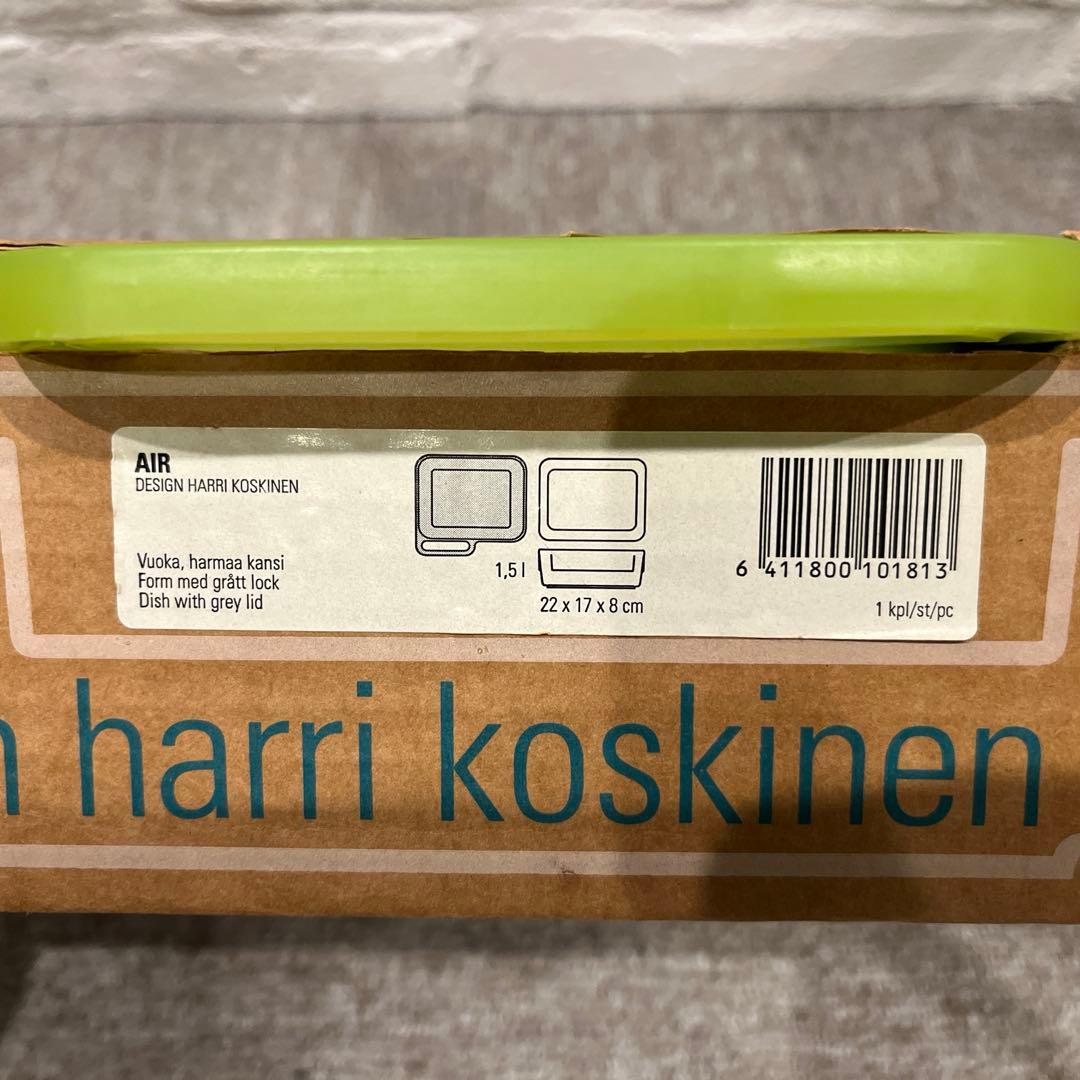 AIR
DESIGN HARRI KOSKINEN
Vuoka, harmaa kansi
Form med grått lock
Dish with grey lid
1,5 l
22 x 17 x 8 cm
6 411800 101813
1 kpl/st/pc
n harri koskinen